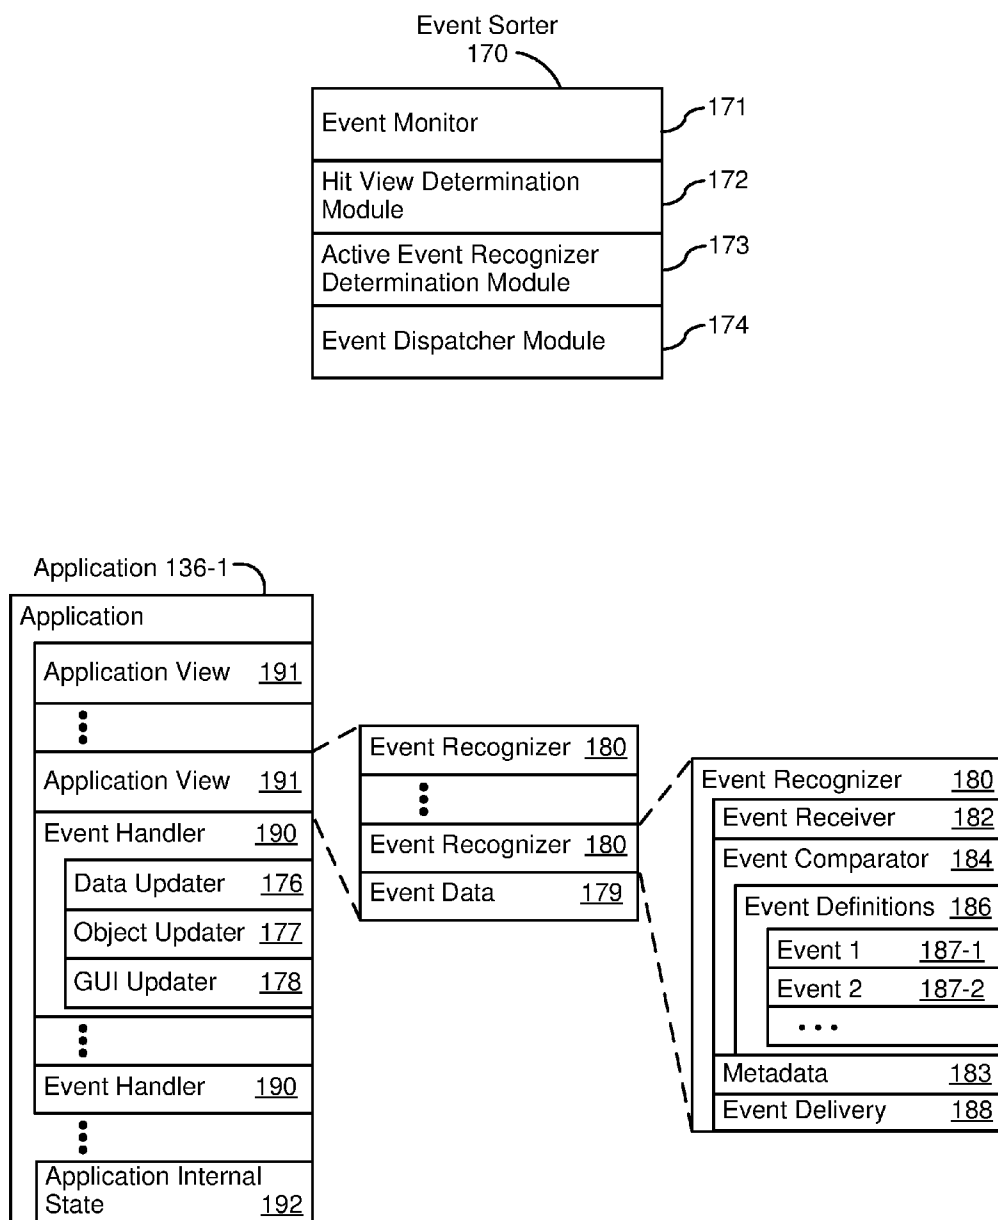 Event Sorter
170
Event Monitor 171
Hit View Determination
Module 172
Active Event Recognizer
Determination Module 173
Event Dispatcher Module 174
Application 136-1
Application
Application View 191
Application View 191
Event Handler 190
Data Updater 176
Object Updater 177
GUI Updater 178
Event Handler 190
Application Internal
State 192
Event Recognizer 180
Event Recognizer 180
Event Data 179
Event Recognizer 180
Event Receiver 182
Event Comparator 184
Event Definitions 186
Event 1 187-1
Event 2 187-2
Metadata 183
Event Delivery 188